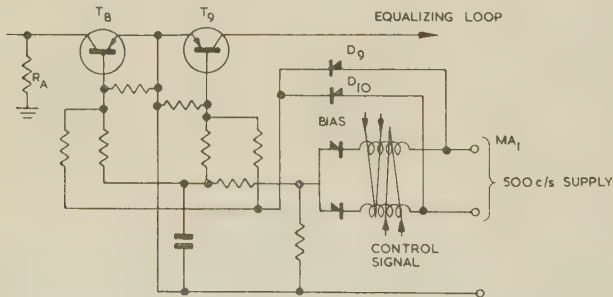 T8 T9 EQUALIZING LOOP
D9
RA
D10
BIAS
MA1
500 c/s SUPPLY
CONTROL
SIGNAL